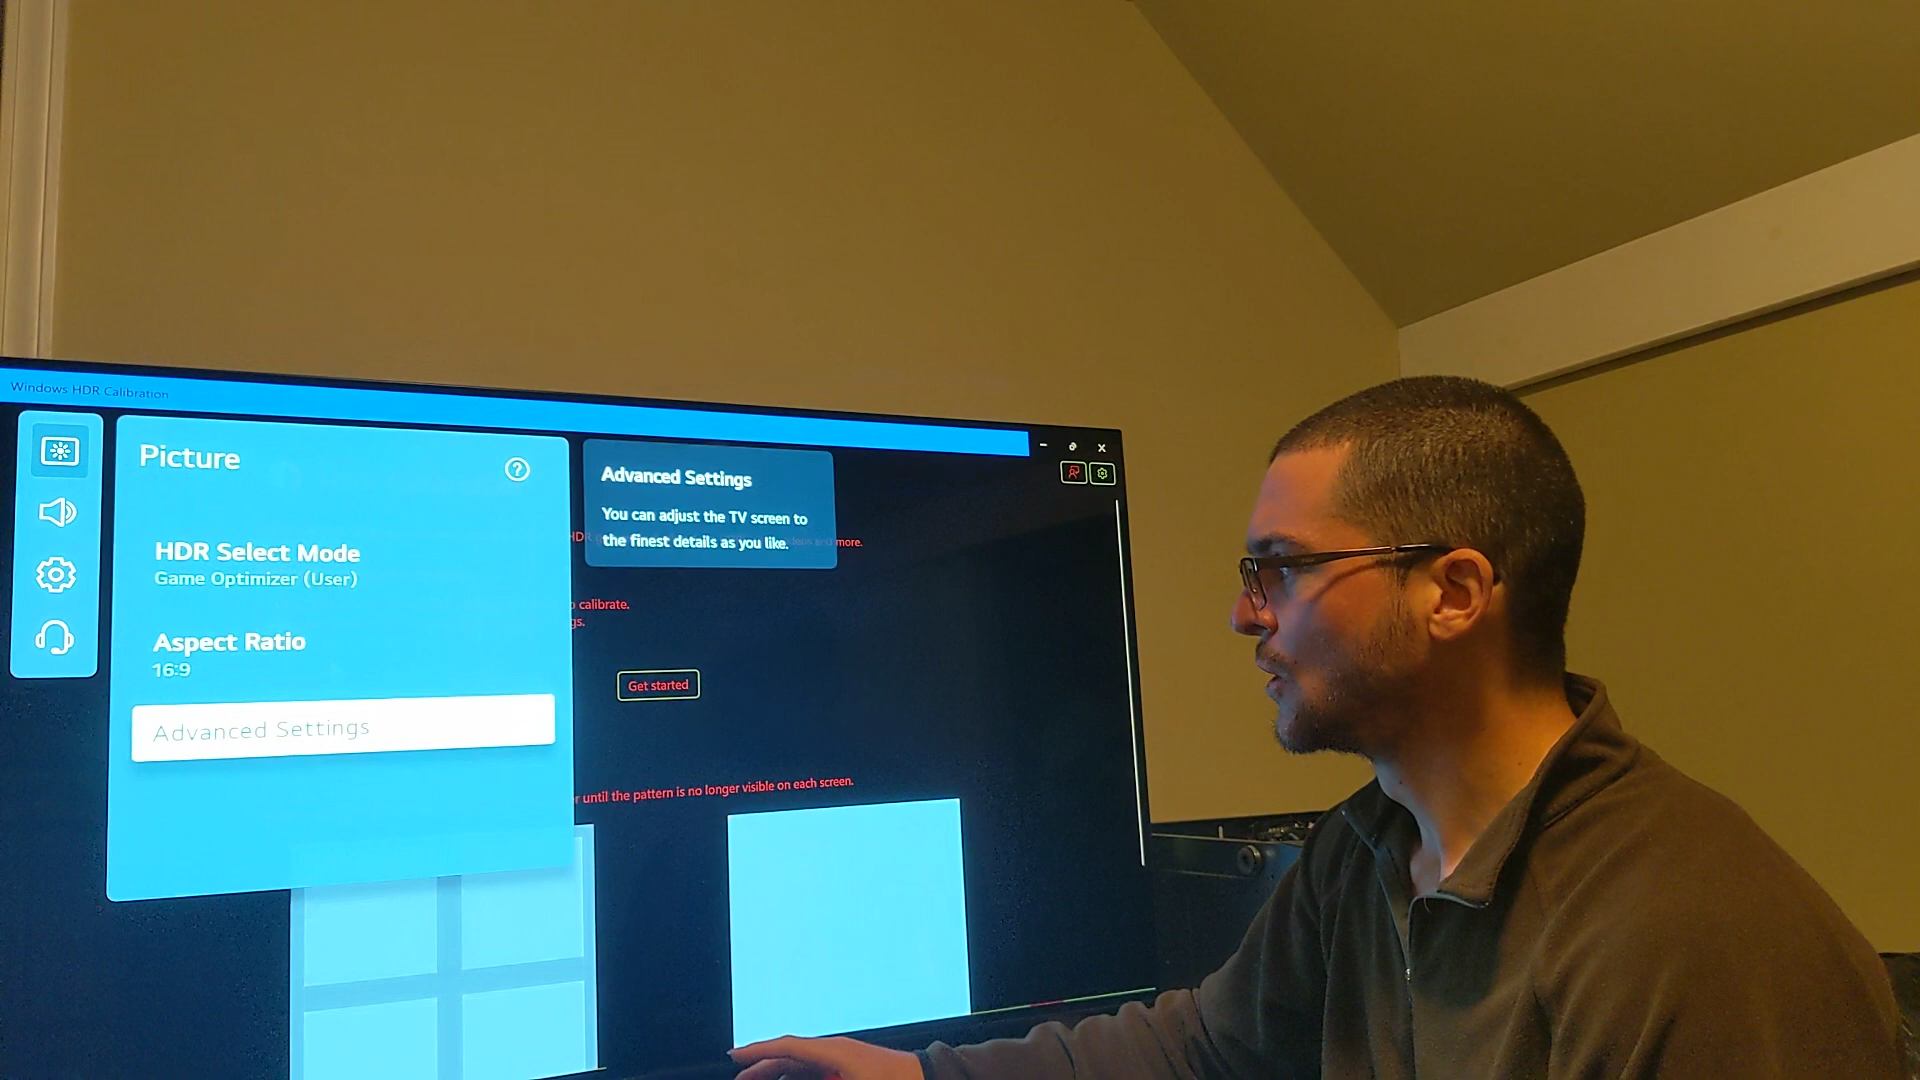 Windows HDR Calibration
Picture
HDR Select Mode
Game Optimizer (User)
Aspect Ratio
16:9
Advanced Settings
Advanced Settings
You can adjust the TV screen to
the finest details as you like.
HDR
more.
calibrate.
gs.
Get started
r until the pattern is no longer visible on each screen.